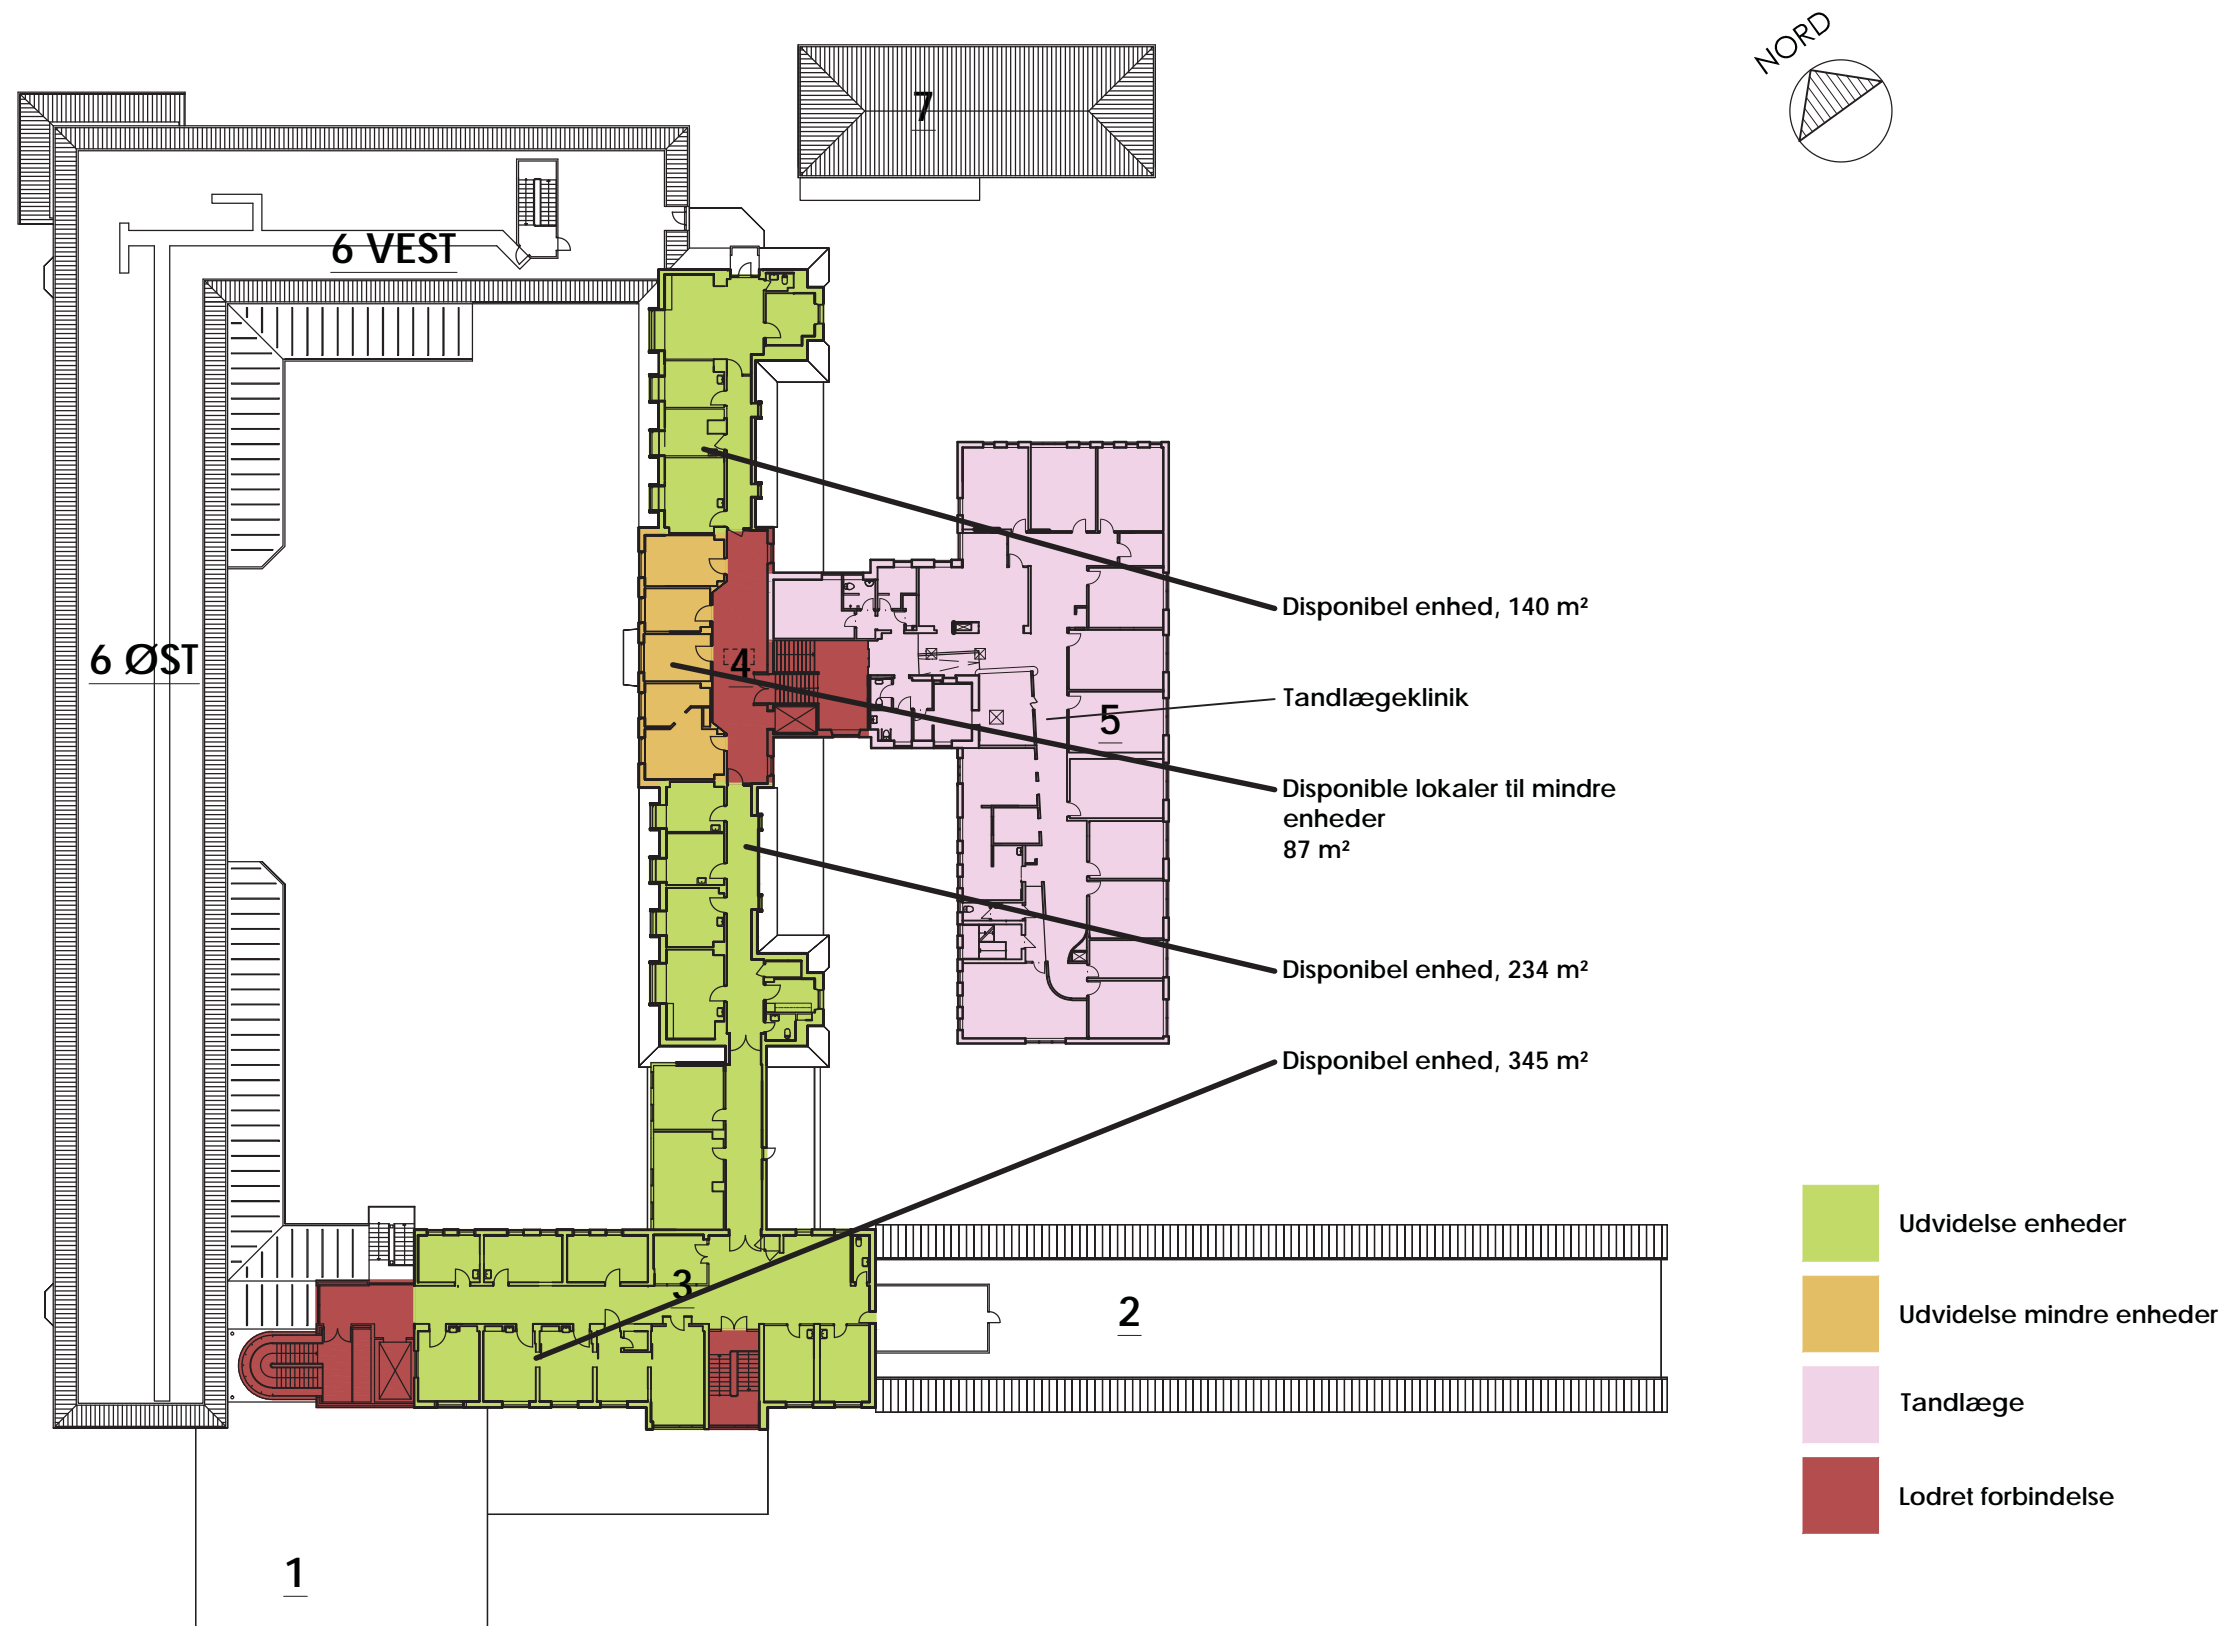 NORD
7
6 VEST
Disponibel enhed, 140 m²
6 ØST
4
Tandlægeklinik
5
Disponible lokaler til mindre
enheder
87 m²
Disponibel enhed, 234 m²
Disponibel enhed, 345 m²
Udvidelse enheder
3
2
Udvidelse mindre enheder
Tandlæge
Lodret forbindelse
1